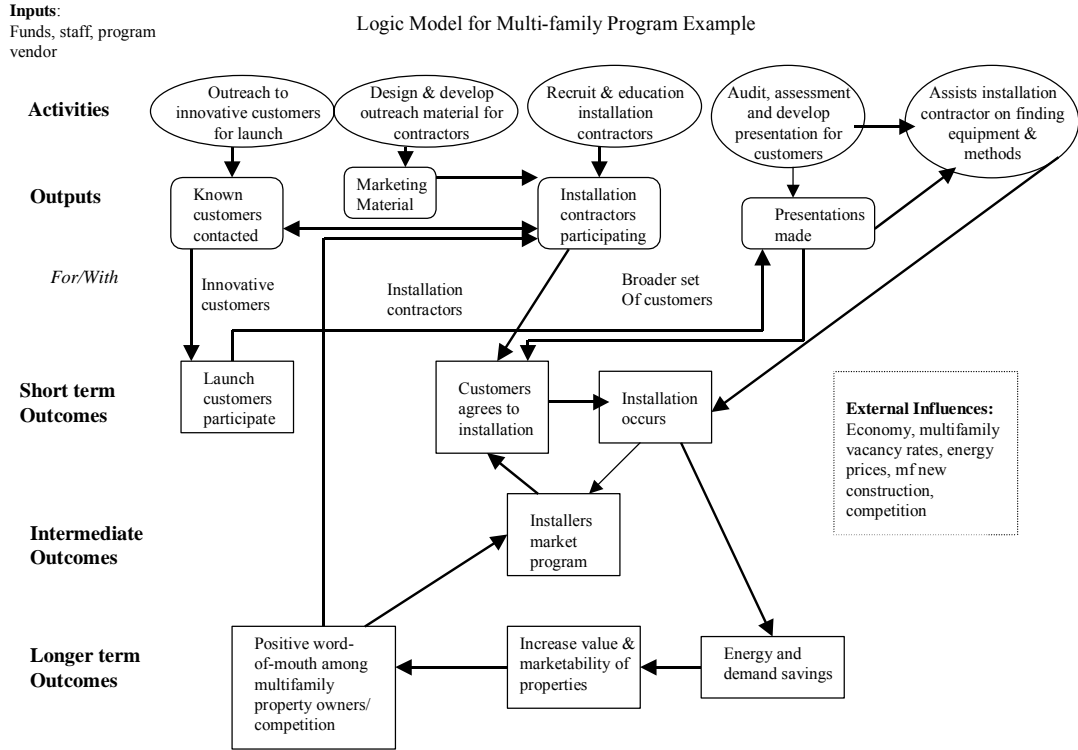 Inputs:
Funds, staff, program
vendor
Logic Model for Multi-family Program Example
Activities
Outreach to
innovative customers
for launch
Design & develop
outreach material for
contractors
Recruit & education
installation
contractors
Audit, assessment
and develop
presentation for
customers
Assists installation
contractor on finding
equipment &
methods
Outputs
Known
customers
contacted
Marketing
Material
Installation
contractors
participating
Presentations
made
For/With
Innovative
customers
Installation
contractors
Broader set
Of customers
Short term
Outcomes
Launch
customers
participate
Customers
agrees to
installation
Installation
occurs
External Influences:
Economy, multifamily
vacancy rates, energy
prices, mf new
construction,
competition
Intermediate
Outcomes
Installers
market
program
Longer term
Outcomes
Positive word-
of-mouth among
multifamily
property owners/
competition
Increase value &
marketability of
properties
Energy and
demand savings